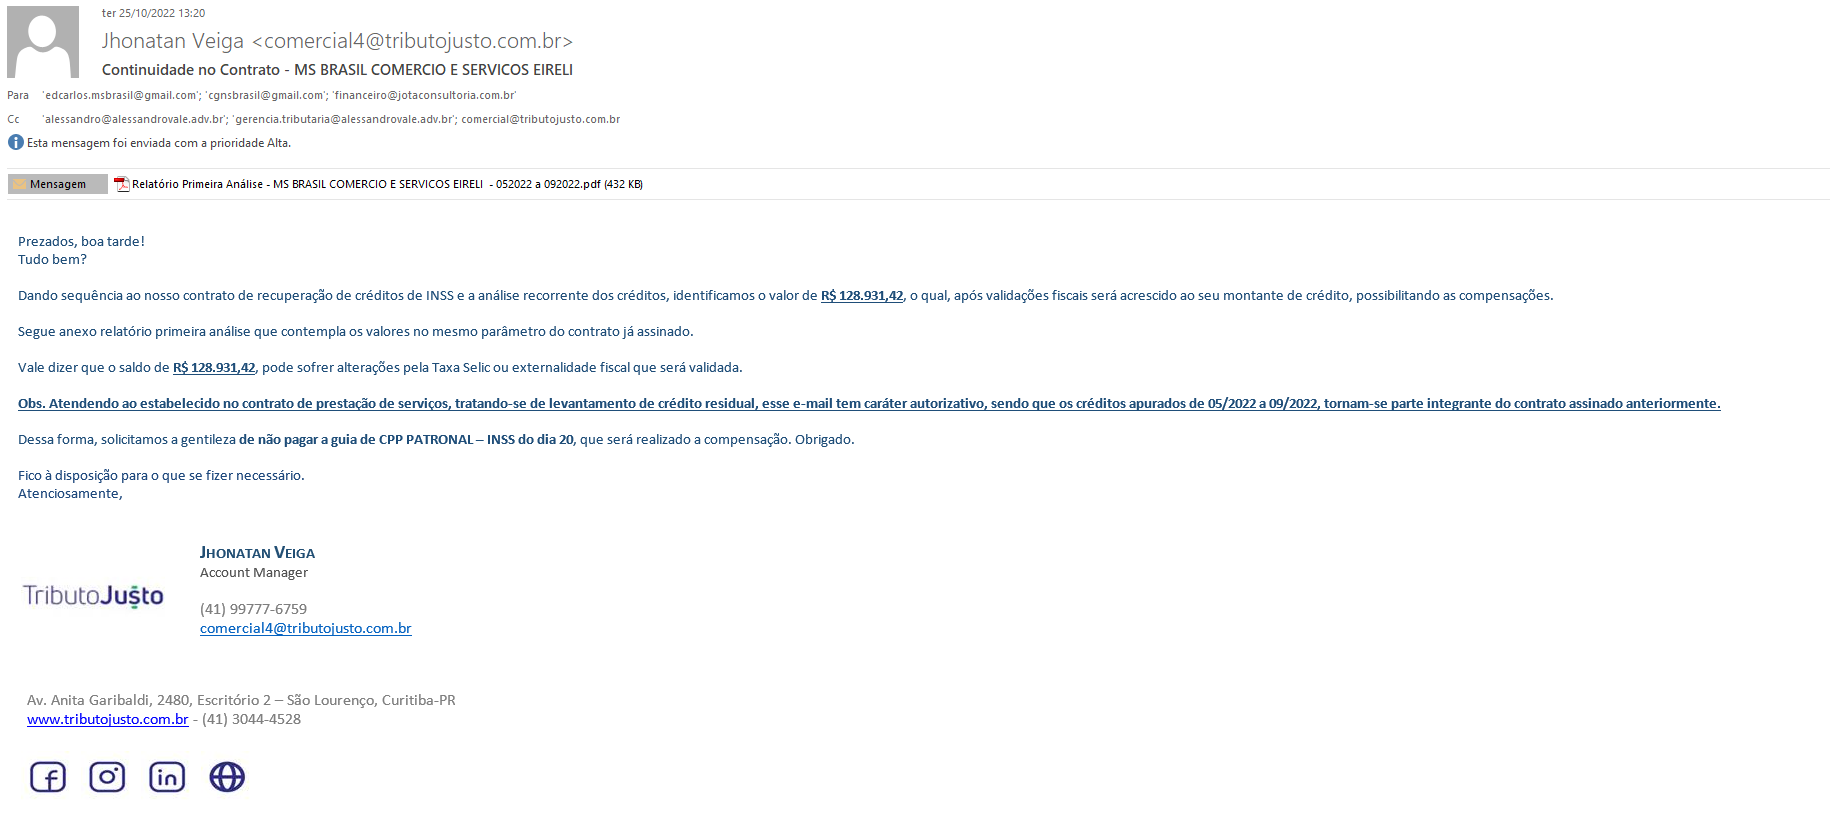 ter 25/10/2022 13:20
Jhonatan Veiga <comercial4@tributojusto.com.br>
Continuidade no Contrato - MS BRASIL COMERCIO E SERVICOS EIRELI
Para 'edcarlos.msbrasil@gmail.com'; 'cgnsbrasil@gmail.com'; 'financeiro@jotaconsultoria.com.br'
Cc 'alessandro@alessandrovale.adv.br'; 'gerencia.tributaria@alessandrovale.adv.br'; comercial@tributojusto.com.br
Esta mensagem foi enviada com a prioridade Alta.
Mensagem Relatório Primeira Análise - MS BRASIL COMERCIO E SERVICOS EIRELI - 052022 a 092022.pdf (432 KB)
Prezados, boa tarde!
Tudo bem?
Dando sequência ao nosso contrato de recuperação de créditos de INSS e a análise recorrente dos créditos, identificamos o valor de R$ 128.931,42, o qual, após validações fiscais será acrescido ao seu montante de crédito, possibilitando as compensações.
Segue anexo relatório primeira análise que contempla os valores no mesmo parâmetro do contrato já assinado.
Vale dizer que o saldo de R$ 128.931,42, pode sofrer alterações pela Taxa Selic ou externalidade fiscal que será validada.
Obs. Atendendo ao estabelecido no contrato de prestação de serviços, tratando-se de levantamento de crédito residual, esse e-mail tem caráter autorizativo, sendo que os créditos apurados de 05/2022 a 09/2022, tornam-se parte integrante do contrato assinado anteriormente.
Dessa forma, solicitamos a gentileza de não pagar a guia de CPP PATRONAL – INSS do dia 20, que será realizado a compensação. Obrigado.
Fico à disposição para o que se fizer necessário.
Atenciosamente,
JHONATAN VEIGA
Account Manager
TributoJusto
(41) 99777-6759
comercial4@tributojusto.com.br
Av. Anita Garibaldi, 2480, Escritório 2 – São Lourenço, Curitiba-PR
www.tributojusto.com.br - (41) 3044-4528